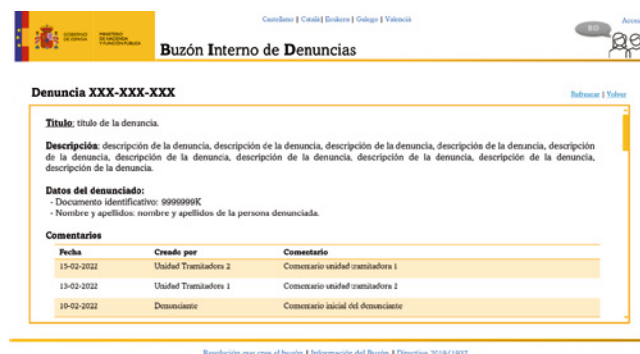 Castellano | Català | Euskera | Galego | Valencià
GOBIERNO DE ESPAÑA
MINISTERIO DE HACIENDA Y FUNCIÓN PÚBLICA
Buzón Interno de Denuncias
Denuncia XXX-XXX-XXX
Refrescar | Volver
Título: título de la denuncia.
Descripción: descripción de la denuncia, descripción de la denuncia, descripción de la denuncia, descripción de la denuncia, descripción
de la denuncia, descripción de la denuncia, descripción de la denuncia, descripción de la denuncia, descripción de la denuncia,
descripción de la denuncia.
Datos del denunciado:
- Documento identificativo: 9999999K
- Nombre y apellidos: nombre y apellidos de la persona denunciada.
Comentarios
Fecha Creado por Comentario
15-02-2022 Unidad Tramitadora 2 Comentario unidad tramitadora 1
13-02-2022 Unidad Tramitadora 1 Comentario unidad tramitadora 2
10-02-2022 Denunciante Comentario inicial del denunciante
Resolución que crea el buzón | Información del Buzón | Directiva 2019/1937